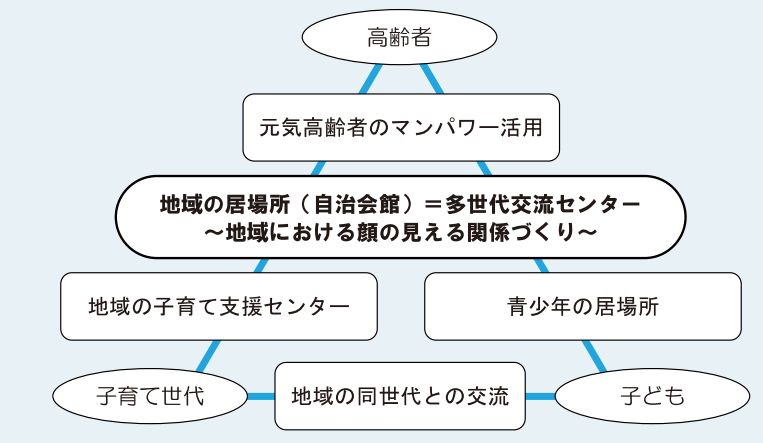 高齢者
元気高齢者のマンパワー活用
地域の居場所（自治会館）＝多世代交流センター
～地域における顔の見える関係づくり～
地域の子育て支援センター
青少年の居場所
子育て世代
地域の同世代との交流
子ども